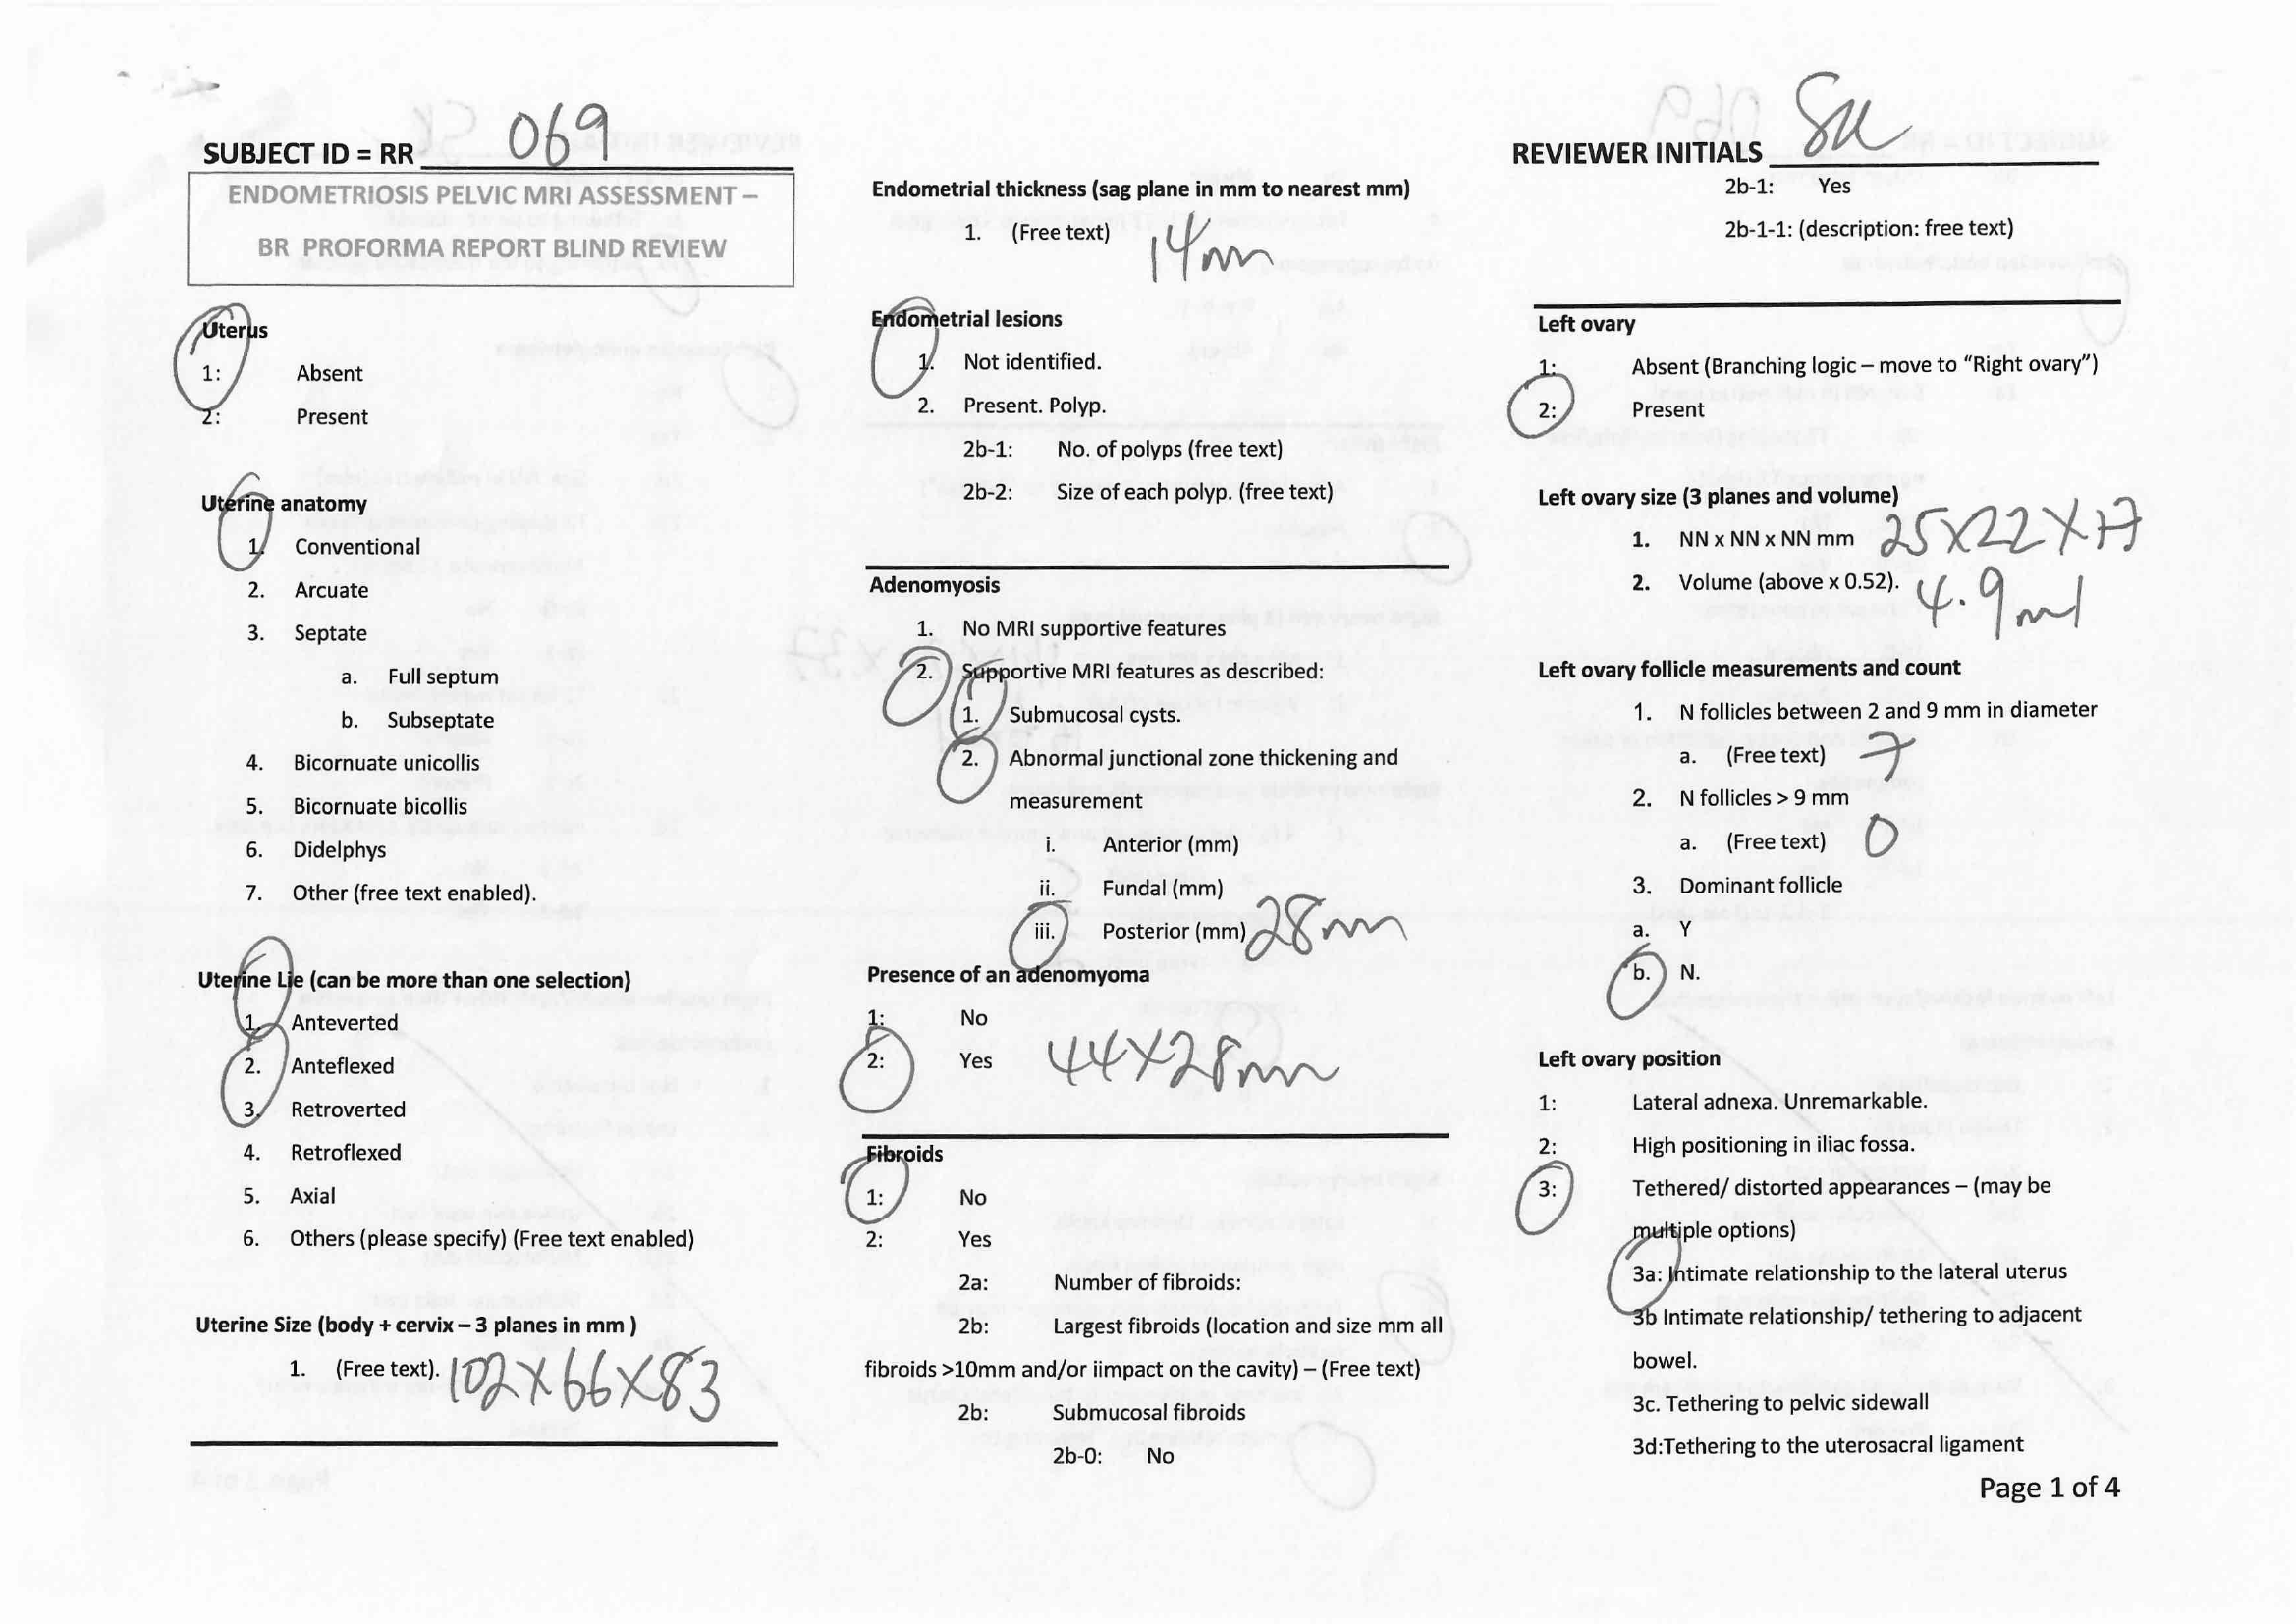 SUBJECT ID = RR 069
ENDOMETRIOSIS PELVIC MRI ASSESSMENT –
BR PROFORMA REPORT BLIND REVIEW
Uterus
1: Absent
2: Present
Uterine anatomy
1. Conventional
2. Arcuate
3. Septate
a. Full septum
b. Subseptate
4. Bicornuate unicollis
5. Bicornuate bicollis
6. Didelphys
7. Other (free text enabled).
Uterine Lie (can be more than one selection)
1. Anteverted
2. Anteflexed
3. Retroverted
4. Retroflexed
5. Axial
6. Others (please specify) (Free text enabled)
Uterine Size (body + cervix – 3 planes in mm )
1. (Free text). 102 X 66 X 83
Endometrial thickness (sag plane in mm to nearest mm)
1. (Free text) 14mm
Endometrial lesions
1. Not identified.
2. Present. Polyp.
2b-1: No. of polyps (free text)
2b-2: Size of each polyp. (free text)
Adenomyosis
1. No MRI supportive features
2. Supportive MRI features as described:
1. Submucosal cysts.
2. Abnormal junctional zone thickening and
measurement
i. Anterior (mm)
ii. Fundal (mm)
iii. Posterior (mm) 28mm
Presence of an adenomyoma
1: No
2: Yes 44X28mm
Fibroids
1: No
2: Yes
2a: Number of fibroids:
2b: Largest fibroids (location and size mm all
fibroids >10mm and/or iimpact on the cavity) – (Free text)
2b: Submucosal fibroids
2b-0: No
REVIEWER INITIALS
2b-1: Yes
2b-1-1: (description: free text)
Left ovary
1: Absent (Branching logic – move to “Right ovary”)
2: Present
Left ovary size (3 planes and volume)
1. NN x NN x NN mm 25X22X17
2. Volume (above x 0.52). 4.9ml
Left ovary follicle measurements and count
1. N follicles between 2 and 9 mm in diameter
a. (Free text) 7
2. N follicles > 9 mm
a. (Free text) 0
3. Dominant follicle
a. Y
b. N.
Left ovary position
1: Lateral adnexa. Unremarkable.
2: High positioning in iliac fossa.
3: Tethered/ distorted appearances – (may be
multiple options)
3a: Intimate relationship to the lateral uterus
3b Intimate relationship/ tethering to adjacent
bowel.
3c. Tethering to pelvic sidewall
3d:Tethering to the uterosacral ligament
Page 1 of 4